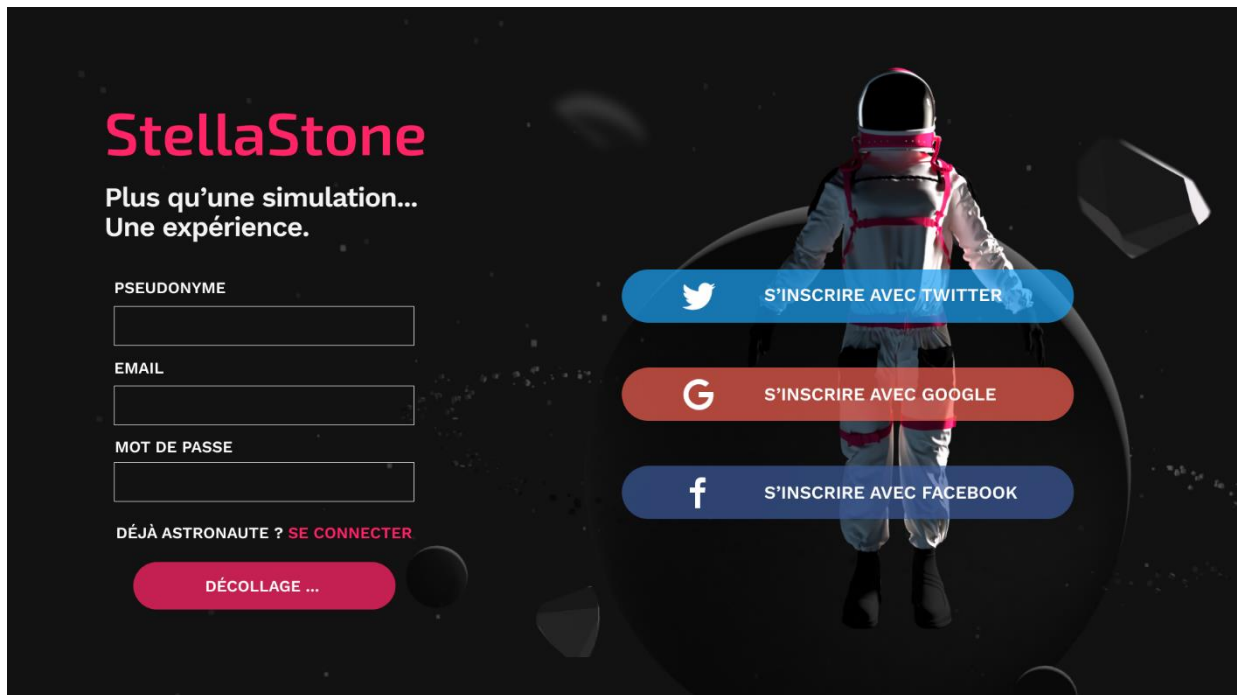 StellaStone
Plus qu’une simulation...
Une expérience.
PSEUDONYME
EMAIL
MOT DE PASSE
DÉJÀ ASTRONAUTE ? SE CONNECTER
DÉCOLLAGE ...
S’INSCRIRE AVEC TWITTER
G S’INSCRIRE AVEC GOOGLE
f S’INSCRIRE AVEC FACEBOOK